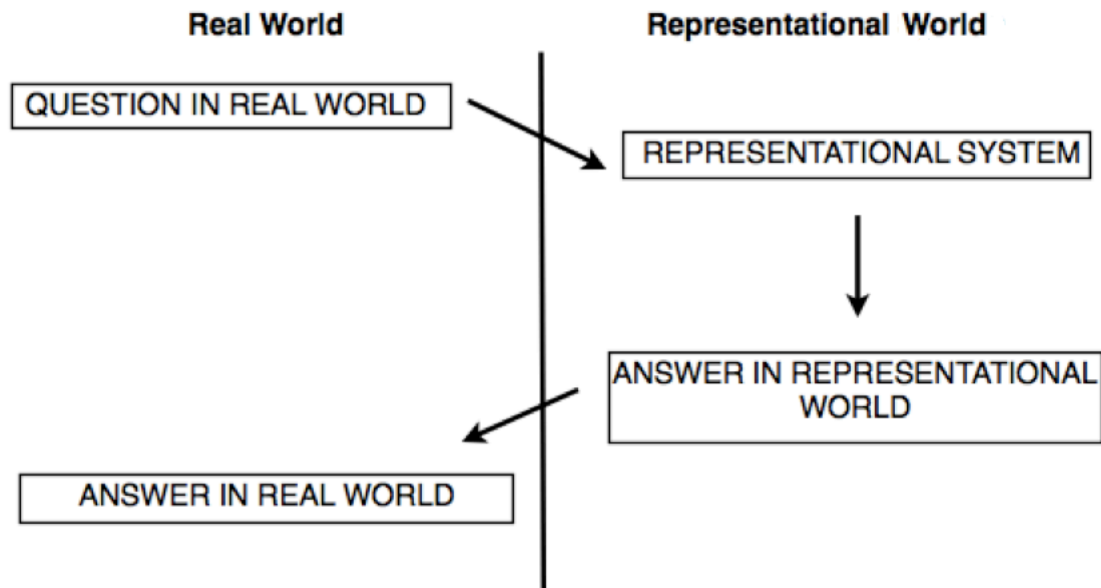 Real World
Representational World
QUESTION IN REAL WORLD
REPRESENTATIONAL SYSTEM
ANSWER IN REPRESENTATIONAL
WORLD
ANSWER IN REAL WORLD